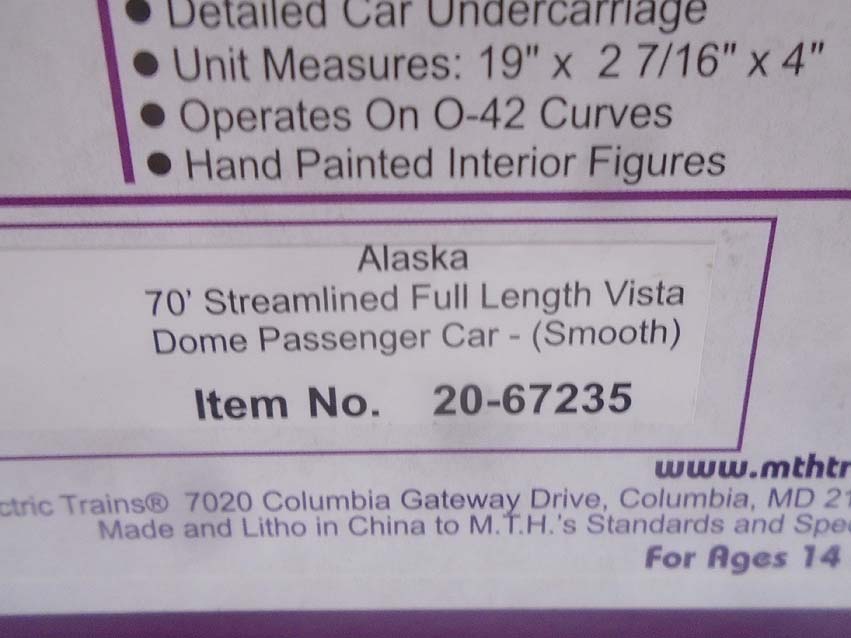 ● Detailed Car Undercarriage
● Unit Measures: 19" x 2 7/16" x 4"
● Operates On O-42 Curves
● Hand Painted Interior Figures
Alaska
70' Streamlined Full Length Vista
Dome Passenger Car - (Smooth)
Item No. 20-67235
www.mthtr
ctric Trains® 7020 Columbia Gateway Drive, Columbia, MD 21
Made and Litho in China to M.T.H.'s Standards and Spec
For Ages 14